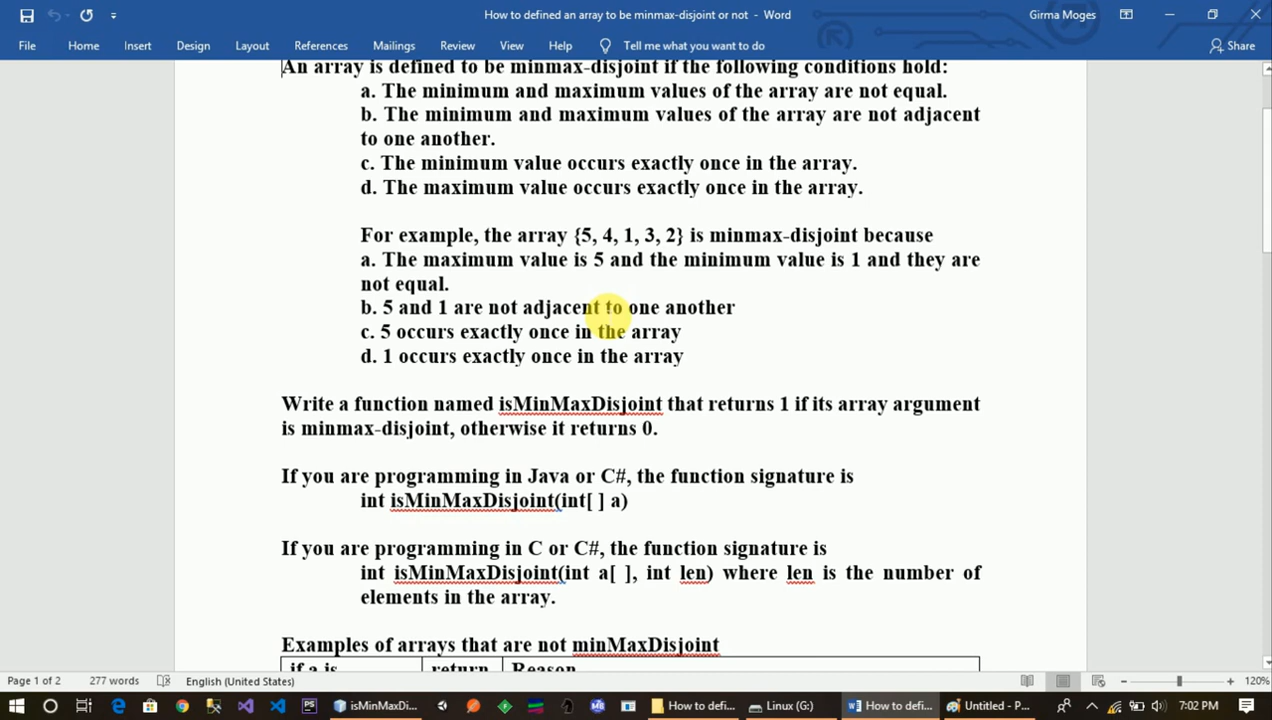 How to defined an array to be minmax-disjoint or not - Word
Girma Moges
File Home Insert Design Layout References Mailings Review View Help Tell me what you want to do Share
An array is defined to be minmax-disjoint if the following conditions hold:
a. The minimum and maximum values of the array are not equal.
b. The minimum and maximum values of the array are not adjacent
to one another.
c. The minimum value occurs exactly once in the array.
d. The maximum value occurs exactly once in the array.
For example, the array {5, 4, 1, 3, 2} is minmax-disjoint because
a. The maximum value is 5 and the minimum value is 1 and they are
not equal.
b. 5 and 1 are not adjacent to one another
c. 5 occurs exactly once in the array
d. 1 occurs exactly once in the array
Write a function named isMinMaxDisjoint that returns 1 if its array argument
is minmax-disjoint, otherwise it returns 0.
If you are programming in Java or C#, the function signature is
int isMinMaxDisjoint(int[ ] a)
If you are programming in C or C#, the function signature is
int isMinMaxDisjoint(int a[ ], int len) where len is the number of
elements in the array.
Examples of arrays that are not minMaxDisjoint
if a is return Reason
Page 1 of 2 277 words English (United States) 120%
isMinMaxDi... How to defi... Linux (G:) How to defi... Untitled - P... 7:02 PM